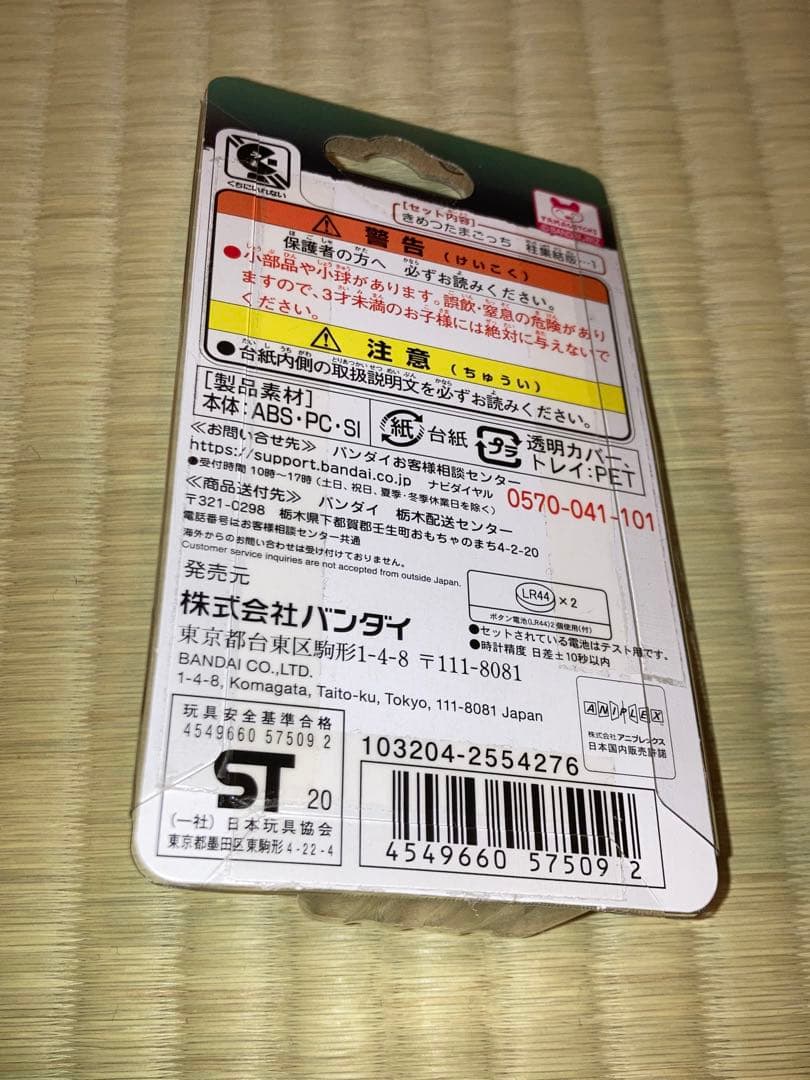 くちにいれない
[セット内容]
きめつたまごっち 柱集結版…1
TAMAGOTCHI
©BANDAI,WiZ
警告(けいこく)
保護者の方へ 必ずお読みください。
●小部品や小球があります。誤飲・窒息の危険があり
ますので、3才未満のお子様には絶対に与えないで
ください。
注意(ちゅうい)
●台紙内側の取扱説明文を必ずお読みください。
[製品素材]
本体:ABS・PC・SI
紙 台紙
プラ 透明カバー、
トレイ:PET
≪お問い合せ先≫ バンダイお客様相談センター
https://support.bandai.co.jp ナビダイヤル 0570-041-101
●受付時間 10時〜17時(土日、祝日、夏季・冬季休業日を除く)
≪商品送付先≫ バンダイ 栃木配送センター
〒321-0298 栃木県下都賀郡壬生町おもちゃのまち4-2-20
電話番号はお客様相談センター共通
海外からのお問い合わせは受け付けておりません。
Customer service inquiries are not accepted from outside Japan.
発売元
株式会社バンダイ
東京都台東区駒形1-4-8 〒111-8081
BANDAI CO.,LTD.
1-4-8, Komagata, Taito-ku, Tokyo, 111-8081 Japan
LR44 ×2
ボタン電池(LR44)2個使用(付)
●セットされている電池はテスト用です。
●時計精度 日差±10秒以内
ANIPLEX
株式会社アニプレックス
日本国内販売許諾
玩具安全基準合格
4549660 57509 2
ST 20
(一社)日本玩具協会
東京都墨田区東駒形4-22-4
103204-2554276
4549660 575092